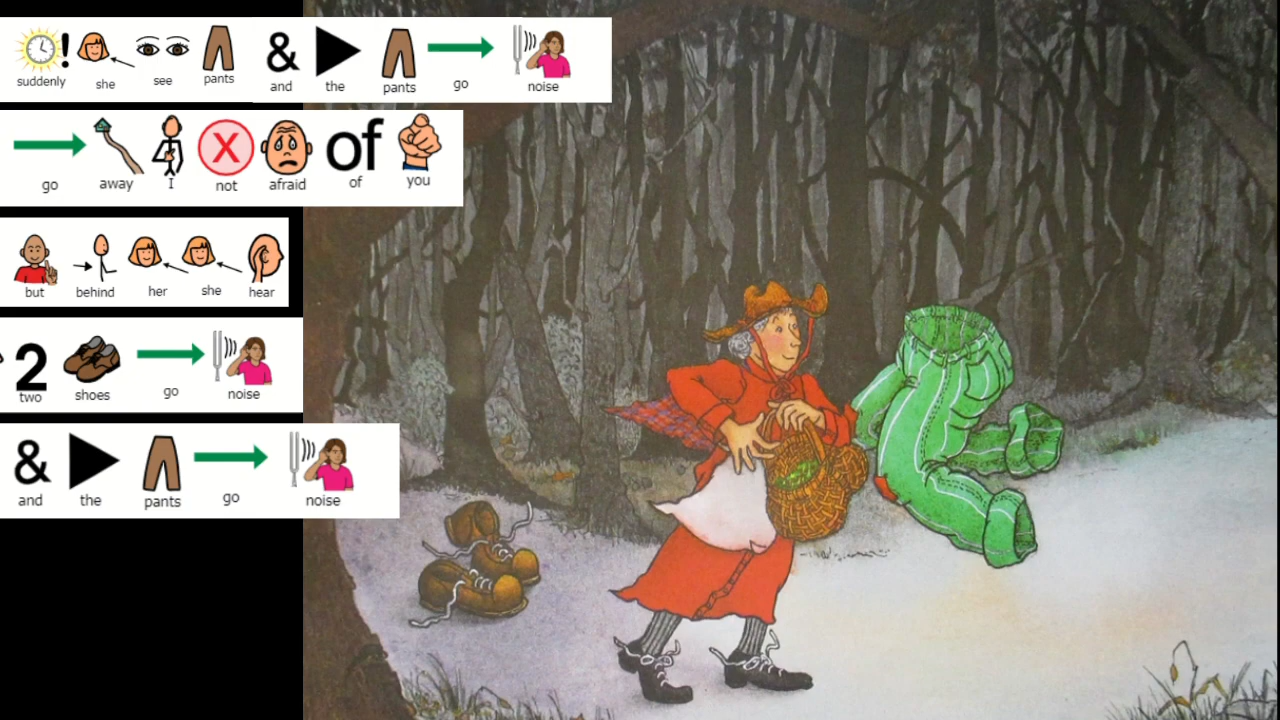 suddenly she see pants & and the pants go noise
go away I X not afraid of of you
but behind her she hear
2 two shoes go noise
& and the pants go noise